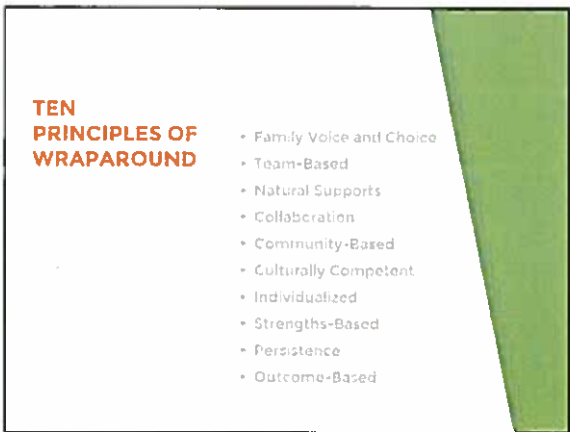 TEN
PRINCIPLES OF
WRAPAROUND
• Family Voice and Choice
• Team-Based
• Natural Supports
• Collaboration
• Community-Based
• Culturally Competent
• Individualized
• Strengths-Based
• Persistence
• Outcome-Based